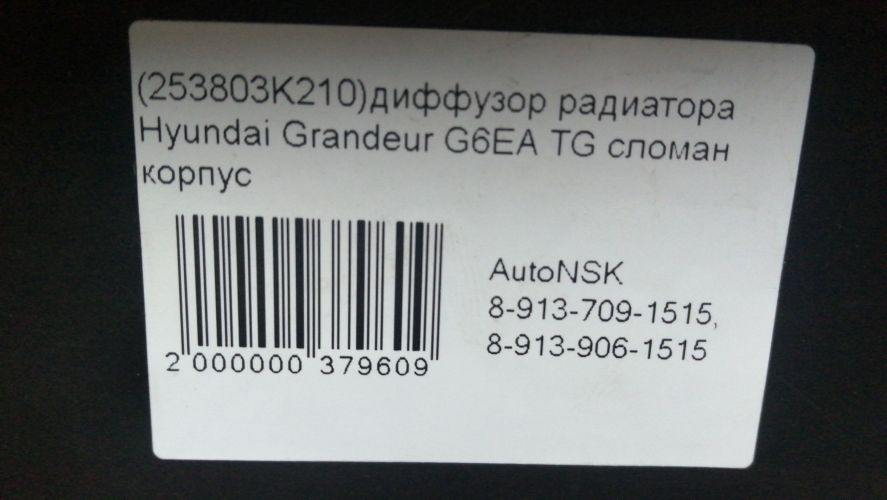 (253803K210)диффузор радиатора
Hyundai Grandeur G6EA TG сломан
корпус
AutoNSK
8-913-709-1515,
8-913-906-1515
2 000000 379609